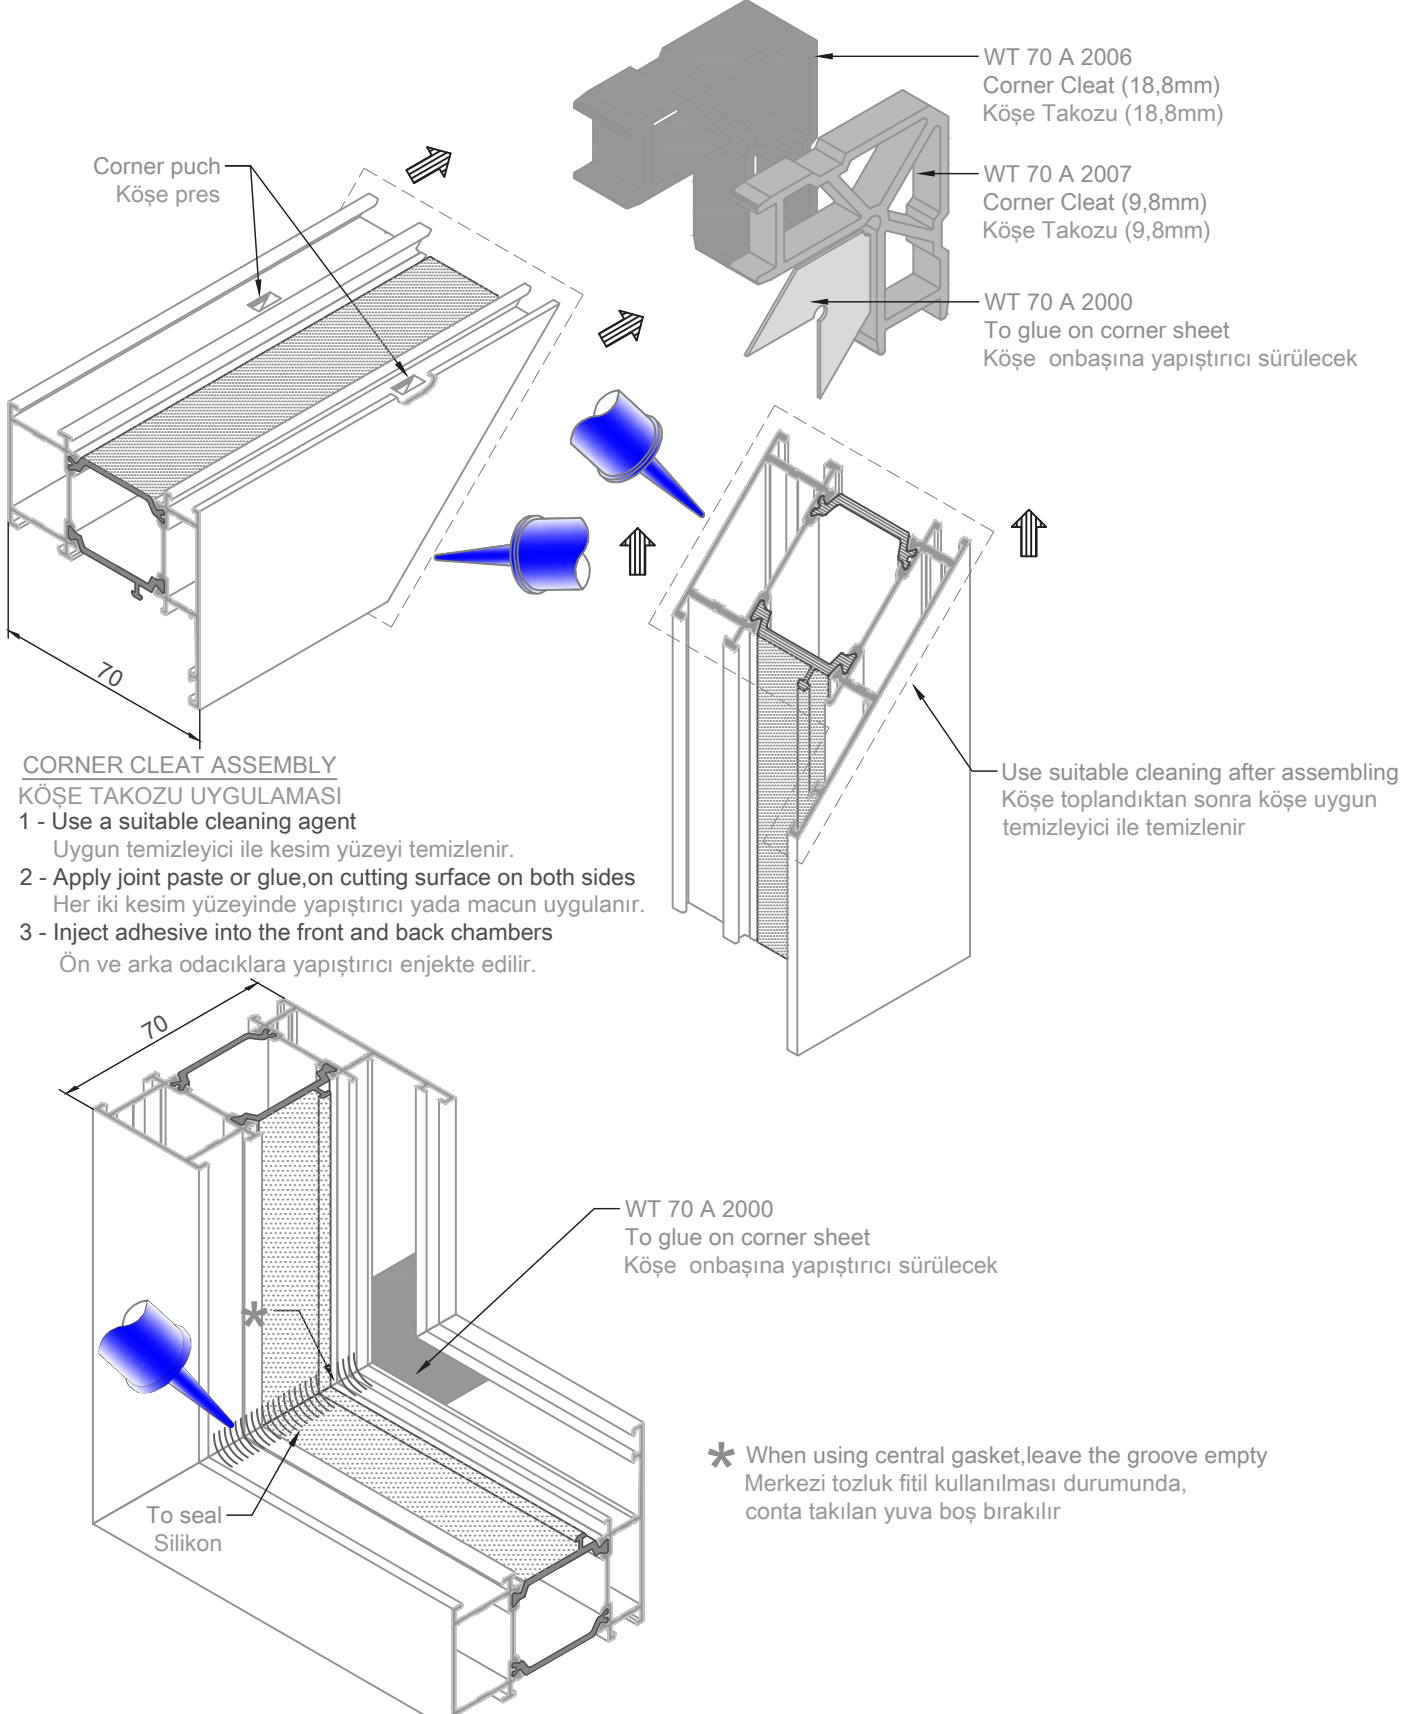 WT 70 A 2006
Corner Cleat (18,8mm)
Köşe Takozu (18,8mm)
Corner puch
Köşe pres
WT 70 A 2007
Corner Cleat (9,8mm)
Köşe Takozu (9,8mm)
WT 70 A 2000
To glue on corner sheet
Köşe onbaşına yapıştırıcı sürülecek
70
CORNER CLEAT ASSEMBLY
KÖŞE TAKOZU UYGULAMASI
1 - Use a suitable cleaning agent
Uygun temizleyici ile kesim yüzeyi temizlenir.
2 - Apply joint paste or glue,on cutting surface on both sides
Her iki kesim yüzeyinde yapıştırıcı yada macun uygulanır.
3 - Inject adhesive into the front and back chambers
Ön ve arka odacıklara yapıştırıcı enjekte edilir.
Use suitable cleaning after assembling
Köşe toplandıktan sonra köşe uygun
temizleyici ile temizlenir
70
WT 70 A 2000
To glue on corner sheet
Köşe onbaşına yapıştırıcı sürülecek
*
To seal
Silikon
* When using central gasket,leave the groove empty
Merkezi tozluk fitil kullanılması durumunda,
conta takılan yuva boş bırakılır